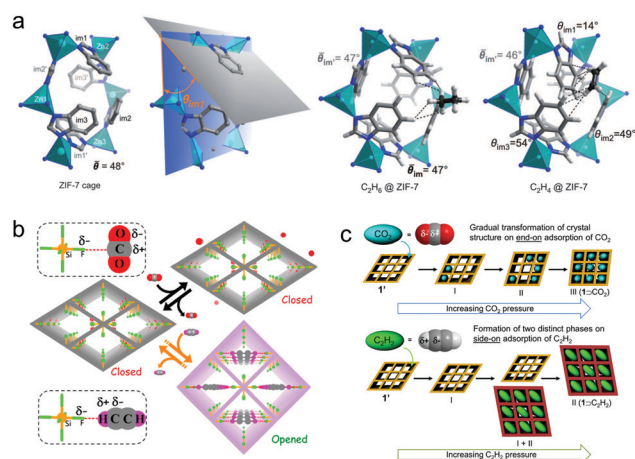 a
im1
Zn2
im2'
im3'
Zn1
im2
im3
Zn3
im1'
θ̄ = 48°
ZIF-7 cage
θim1
θ̄im' = 47°
θ̄im = 47°
C2H6 @ ZIF-7
θim1= 14°
θ̄im' = 46°
θim2=49°
θim3=54°
C2H4 @ ZIF-7
b
δ-
Si
F
O
C
O
δ-
δ+
δ-
Closed
Closed
δ-
Si
F
δ+ δ-
HCCH
Opened
c
CO2
=
δ- δ+
Gradual transformation of crystal
structure on end-on adsorption of CO2
1'
I
II
III (1⊃CO2)
Increasing CO2 pressure
C2H2
=
δ+ δ-
Formation of two distinct phases on
side-on adsorption of C2H2
1'
I
I + II
II (1⊃C2H2)
Increasing C2H2 pressure